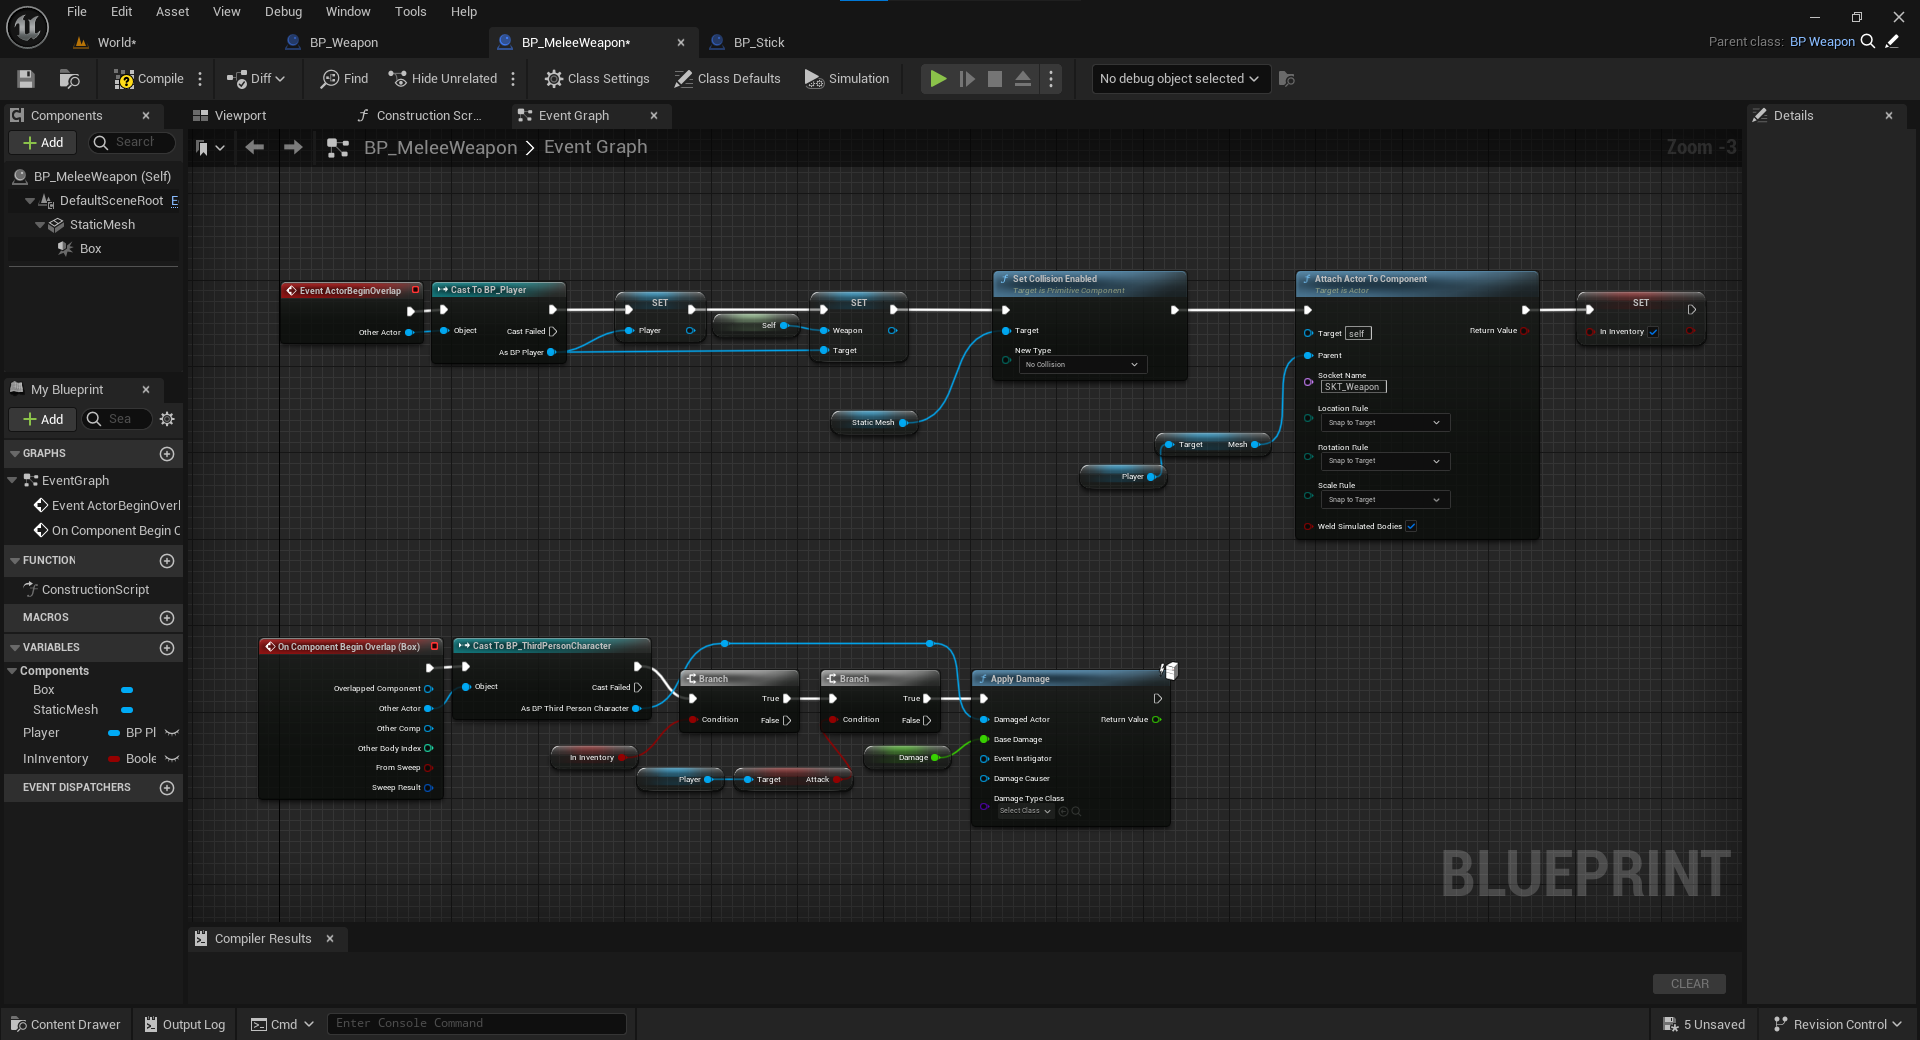 File Edit Asset View Debug Window Tools Help
World* BP_Weapon BP_MeleeWeapon* BP_Stick
Parent class: BP Weapon
Compile Diff Find Hide Unrelated Class Settings Class Defaults Simulation No debug object selected
Components Viewport Construction Scr... Event Graph Details
Add Search
BP_MeleeWeapon > Event Graph Zoom -3
BP_MeleeWeapon (Self)
DefaultSceneRoot E
StaticMesh
Box
Event ActorBeginOverlap
Other Actor
Cast To BP_Player
Object Cast Failed
As BP Player
SET
Player
Self
SET
Weapon
Target
Set Collision Enabled
Target is Primitive Component
Target
New Type
No Collision
Static Mesh
Player
Target Mesh
Attach Actor To Component
Target is Actor
Target self Return Value
Parent
Socket Name
SKT_Weapon
Location Rule
Snap to Target
Rotation Rule
Snap to Target
Scale Rule
Snap to Target
Weld Simulated Bodies
SET
In Inventory
My Blueprint
Add Sea
GRAPHS
EventGraph
Event ActorBeginOverl
On Component Begin C
FUNCTION
ConstructionScript
MACROS
VARIABLES
Components
Box
StaticMesh
Player BP Pl
InInventory Boole
EVENT DISPATCHERS
On Component Begin Overlap (Box)
Overlapped Component
Other Actor
Other Comp
Other Body Index
From Sweep
Sweep Result
Cast To BP_ThirdPersonCharacter
Object Cast Failed
As BP Third Person Character
Branch
True
Condition False
In Inventory
Player
Target Attack
Branch
True
Condition False
Damage
Apply Damage
Damaged Actor Return Value
Base Damage
Event Instigator
Damage Causer
Damage Type Class
Select Class
BLUEPRINT
Compiler Results
CLEAR
Content Drawer Output Log Cmd Enter Console Command 5 Unsaved Revision Control